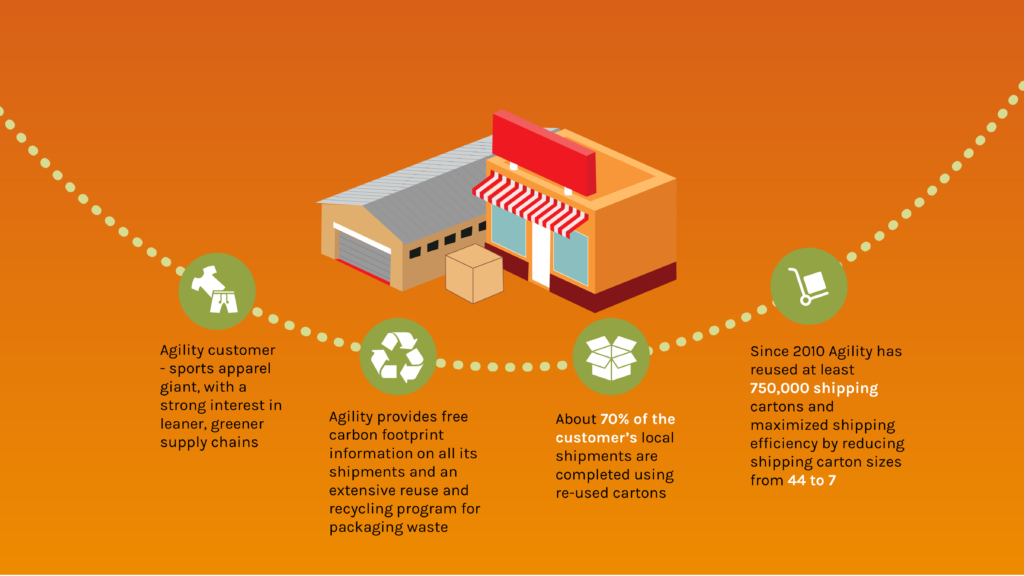 Agility customer
- sports apparel
giant, with a
strong interest in
leaner, greener
supply chains
Agility provides free
carbon footprint
information on all its
shipments and an
extensive reuse and
recycling program for
packaging waste
About 70% of the
customer's local
shipments are
completed using
re-used cartons
Since 2010 Agility has
reused at least
750,000 shipping
cartons and
maximized shipping
efficiency by reducing
shipping carton sizes
from 44 to 7